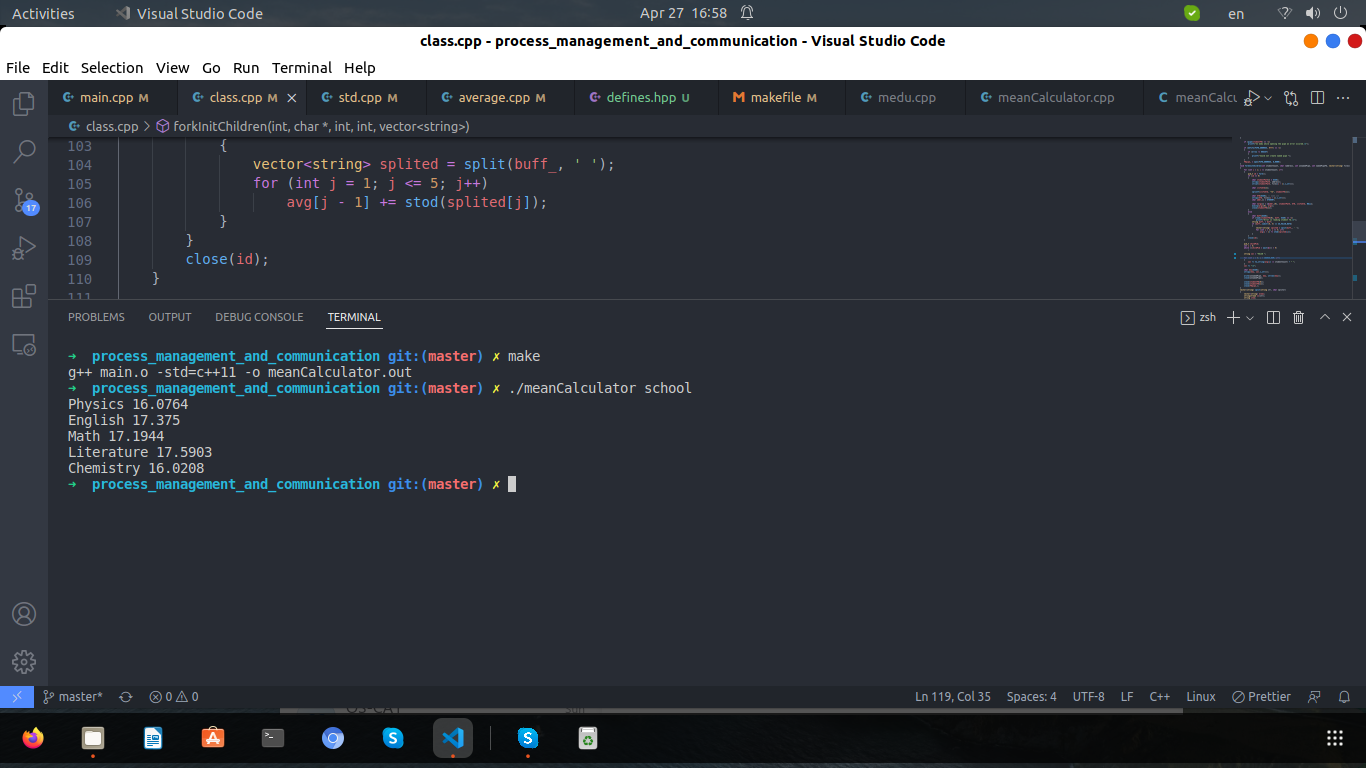 Activities Visual Studio Code Apr 27 16:58 en
class.cpp - process_management_and_communication - Visual Studio Code
File Edit Selection View Go Run Terminal Help
main.cpp M class.cpp M std.cpp M average.cpp M defines.hpp U makefile M medu.cpp meanCalculator.cpp meanCalcu
class.cpp > forkInitChildren(int, char *, int, int, vector<string>)
103 {
104 vector<string> splited = split(buff_, ' ');
105 for (int j = 1; j <= 5; j++)
106 avg[j - 1] += stod(splited[j]);
107 }
108 }
109 close(id);
110 }
111
17
PROBLEMS OUTPUT DEBUG CONSOLE TERMINAL zsh
➜ process_management_and_communication git:(master) ✗ make
g++ main.o -std=c++11 -o meanCalculator.out
➜ process_management_and_communication git:(master) ✗ ./meanCalculator school
Physics 16.0764
English 17.375
Math 17.1944
Literature 17.5903
Chemistry 16.0208
➜ process_management_and_communication git:(master) ✗
master* 0 0 Ln 119, Col 35 Spaces: 4 UTF-8 LF C++ Linux Prettier